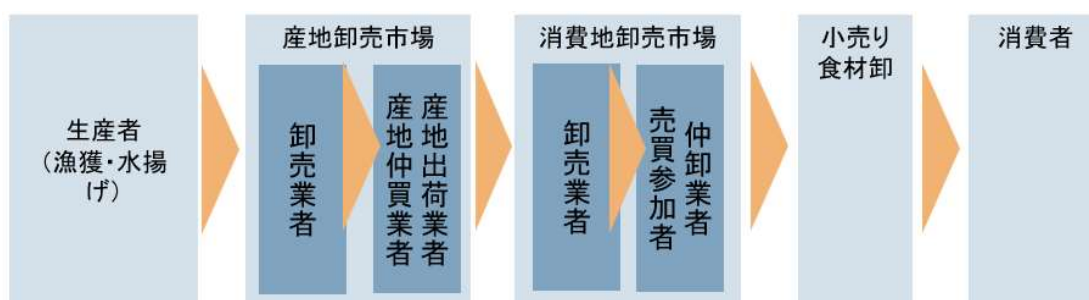 生産者
(漁獲・水揚
げ)
産地卸売市場
卸売業者
産地出荷業者
産地仲買業者
消費地卸売市場
卸売業者
仲卸業者
売買参加者
小売り
食材卸
消費者